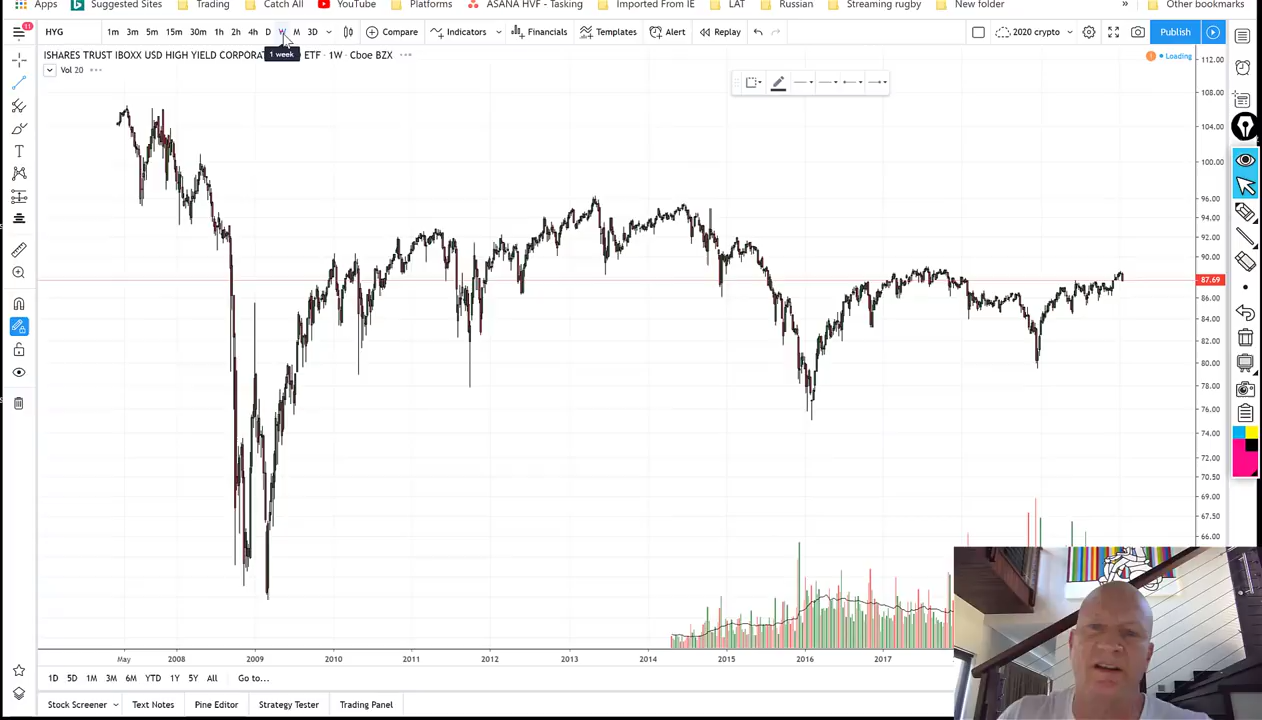 Apps Suggested Sites Trading Catch All YouTube Platforms ASANA HVF - Tasking Imported From IE LAT Russian Streaming rugby New folder » Other bookmarks
11
HYG 1m 3m 5m 15m 30m 1h 2h 4h D W M 3D Compare Indicators Financials Templates Alert Replay 2020 crypto Publish
1 week
ISHARES TRUST IBOXX USD HIGH YIELD CORPORAT ETF · 1W · Cboe BZX
Loading
Vol 20
112.00
108.00
104.00
100.00
96.00
94.00
92.00
90.00
87.69
86.00
84.00
82.00
80.00
78.00
76.00
74.00
72.00
70.50
69.00
67.50
66.00
May 2008 2009 2010 2011 2012 2013 2014 2015 2016 2017
1D 5D 1M 3M 6M YTD 1Y 5Y All Go to...
Stock Screener Text Notes Pine Editor Strategy Tester Trading Panel